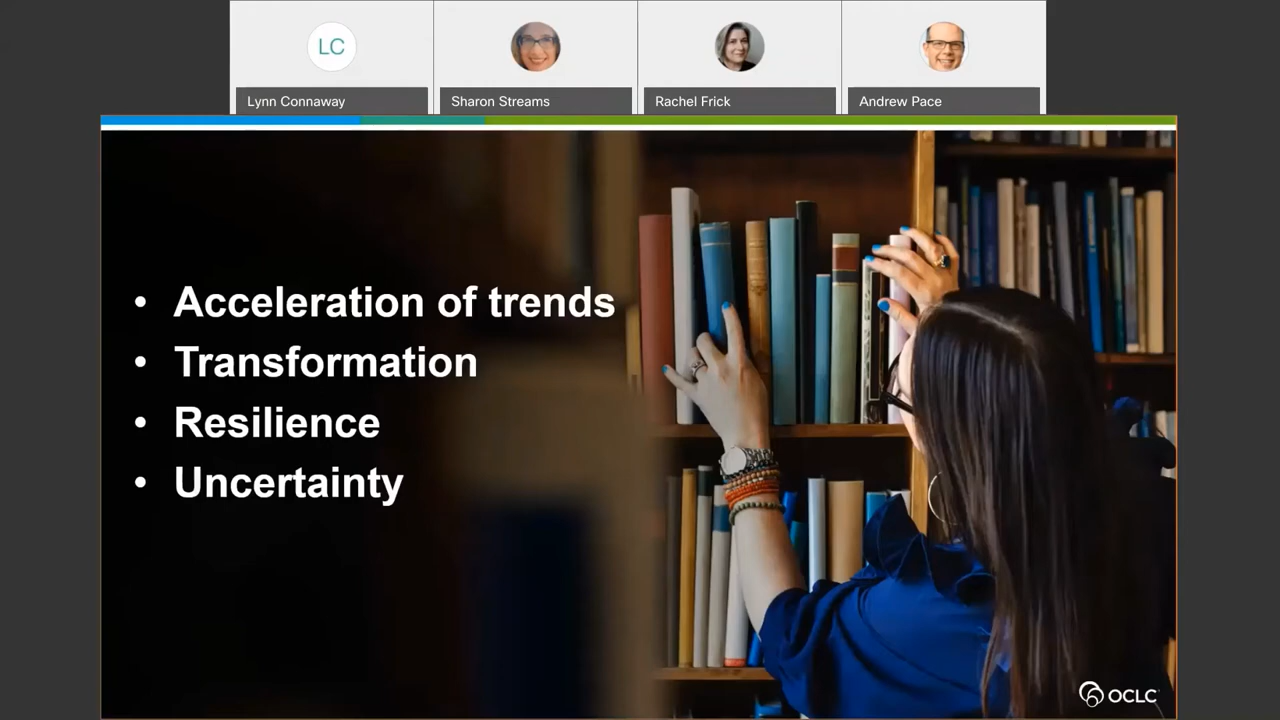 LC
Lynn Connaway
Sharon Streams
Rachel Frick
Andrew Pace
• Acceleration of trends
• Transformation
• Resilience
• Uncertainty
OCLC